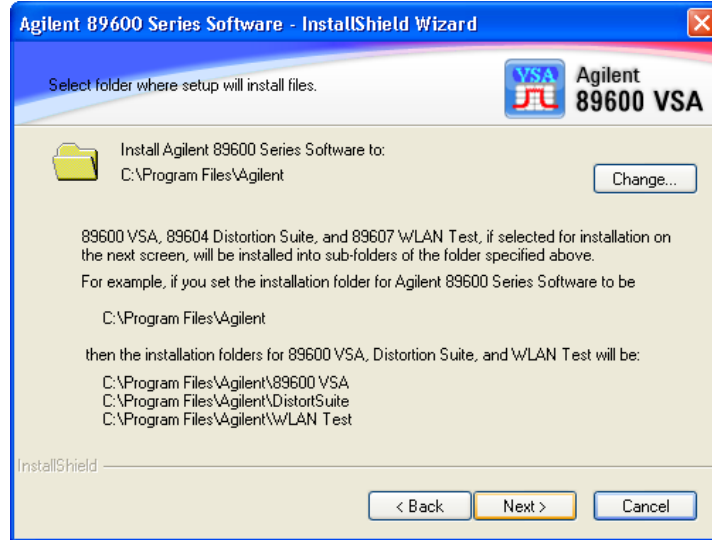 Agilent 89600 Series Software - InstallShield Wizard
Select folder where setup will install files.
VSA
Agilent
89600 VSA
Install Agilent 89600 Series Software to:
C:\Program Files\Agilent
Change...
89600 VSA, 89604 Distortion Suite, and 89607 WLAN Test, if selected for installation on
the next screen, will be installed into sub-folders of the folder specified above.
For example, if you set the installation folder for Agilent 89600 Series Software to be
C:\Program Files\Agilent
then the installation folders for 89600 VSA, Distortion Suite, and WLAN Test will be:
C:\Program Files\Agilent\89600 VSA
C:\Program Files\Agilent\DistortSuite
C:\Program Files\Agilent\WLAN Test
InstallShield
< Back
Next >
Cancel